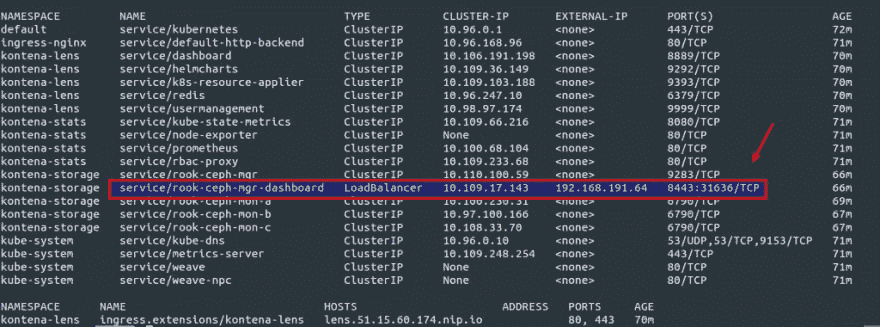 NAMESPACE NAME TYPE CLUSTER-IP EXTERNAL-IP PORT(S) AGE
default service/kubernetes ClusterIP 10.96.0.1 <none> 443/TCP 72m
ingress-nginx service/default-http-backend ClusterIP 10.96.168.96 <none> 80/TCP 71m
kontena-lens service/dashboard ClusterIP 10.106.191.198 <none> 8889/TCP 70m
kontena-lens service/helmcharts ClusterIP 10.109.36.149 <none> 9292/TCP 70m
kontena-lens service/k8s-resource-applier ClusterIP 10.109.103.188 <none> 9393/TCP 70m
kontena-lens service/redis ClusterIP 10.96.247.10 <none> 6379/TCP 70m
kontena-lens service/usermanagement ClusterIP 10.98.97.174 <none> 9999/TCP 70m
kontena-stats service/kube-state-metrics ClusterIP 10.109.66.216 <none> 8080/TCP 71m
kontena-stats service/node-exporter ClusterIP None <none> 80/TCP 71m
kontena-stats service/prometheus ClusterIP 10.100.68.104 <none> 80/TCP 71m
kontena-stats service/rbac-proxy ClusterIP 10.109.233.68 <none> 80/TCP 71m
kontena-storage service/rook-ceph-mgr ClusterIP 10.110.100.59 <none> 9283/TCP 66m
kontena-storage service/rook-ceph-mgr-dashboard LoadBalancer 10.109.17.143 192.168.191.64 8443:31636/TCP 66m
kontena-storage service/rook-ceph-mon-a ClusterIP 10.100.230.31 <none> 6790/TCP 69m
kontena-storage service/rook-ceph-mon-b ClusterIP 10.97.100.166 <none> 6790/TCP 67m
kontena-storage service/rook-ceph-mon-c ClusterIP 10.108.33.70 <none> 6790/TCP 67m
kube-system service/kube-dns ClusterIP 10.96.0.10 <none> 53/UDP,53/TCP,9153/TCP 71m
kube-system service/metrics-server ClusterIP 10.109.248.254 <none> 443/TCP 71m
kube-system service/weave ClusterIP None <none> 80/TCP 71m
kube-system service/weave-npc ClusterIP None <none> 80/TCP 71m
NAMESPACE NAME HOSTS ADDRESS PORTS AGE
kontena-lens ingress.extensions/kontena-lens lens.51.15.60.174.nip.io 80, 443 70m